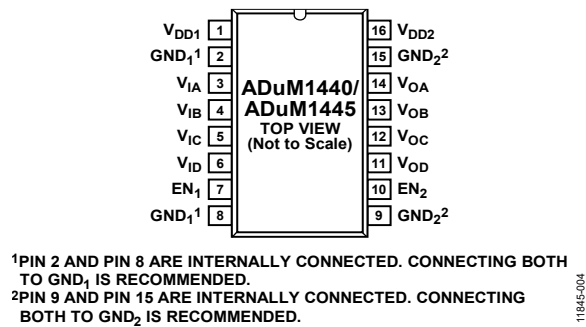 VDD1 1 16 VDD2
GND1¹ 2 15 GND2²
VIA 3 14 VOA
VIB 4 13 VOB
VIC 5 12 VOC
VID 6 11 VOD
EN1 7 10 EN2
GND1¹ 8 9 GND2²
ADuM1440/
ADuM1445
TOP VIEW
(Not to Scale)
¹PIN 2 AND PIN 8 ARE INTERNALLY CONNECTED. CONNECTING BOTH
TO GND1 IS RECOMMENDED.
²PIN 9 AND PIN 15 ARE INTERNALLY CONNECTED. CONNECTING
BOTH TO GND2 IS RECOMMENDED.
11845-004